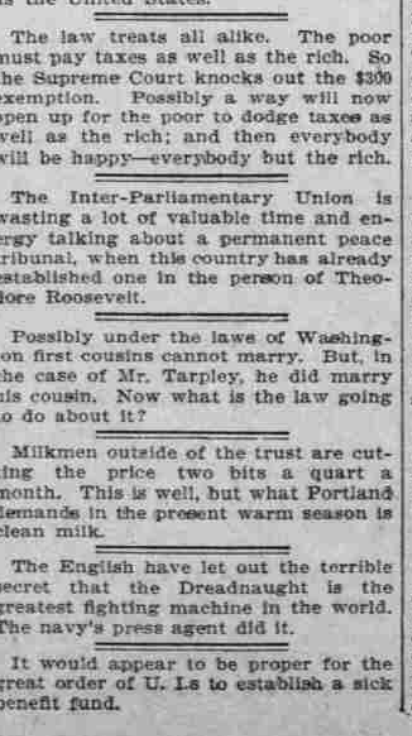 the United States.
The law treats all alike. The poor
must pay taxes as well as the rich. So
the Supreme Court knocks out the $300
exemption. Possibly a way will now
open up for the poor to dodge taxes as
well as the rich; and then everybody
will be happy—everybody but the rich.
The Inter-Parliamentary Union is
wasting a lot of valuable time and en-
ergy talking about a permanent peace
tribunal, when this country has already
established one in the person of Theo-
dore Roosevelt.
Possibly under the laws of Washing-
ton first cousins cannot marry. But, in
the case of Mr. Tarpley, he did marry
his cousin. Now what is the law going
to do about it?
Milkmen outside of the trust are cut-
ting the price two bits a quart a
month. This is well, but what Portland
demands in the present warm season is
clean milk.
The English have let out the terrible
secret that the Dreadnaught is the
greatest fighting machine in the world.
The navy's press agent did it.
It would appear to be proper for the
great order of U. I.s to establish a sick
benefit fund.